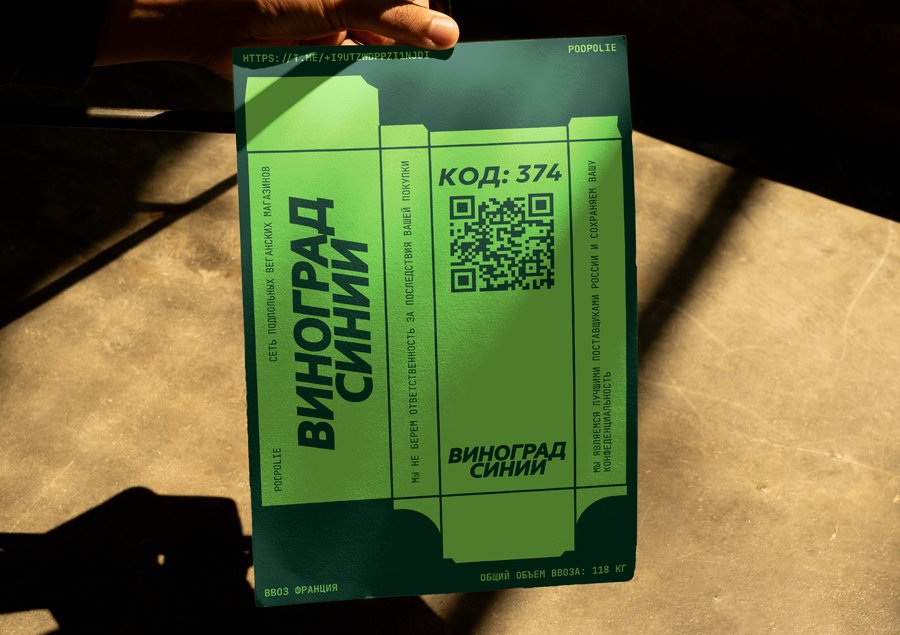 HTTPS://T.ME/+I9UTZWDPPZI1NJDI
PODPOLIE
СЕТЬ ПОДПОЛЬНЫХ ВЕГАНСКИХ МАГАЗИНОВ
ВИНОГРАД
СИНИЙ
PODPOLIE
МЫ НЕ БЕРЕМ ОТВЕТСТВЕННОСТЬ ЗА ПОСЛЕДСТВИЯ ВАШЕЙ ПОКУПКИ
КОД: 374
ВИНОГРАД
СИНИЙ
МЫ ЯВЛЯЕМСЯ ЛУЧШИМИ ПОСТАВЩИКАМИ РОССИИ И СОХРАНЯЕМ ВАШУ
КОНФЕДЕНЦИАЛЬНОСТЬ
ВВОЗ ФРАНЦИЯ
ОБЩИЙ ОБЪЕМ ВВОЗА: 118 КГ